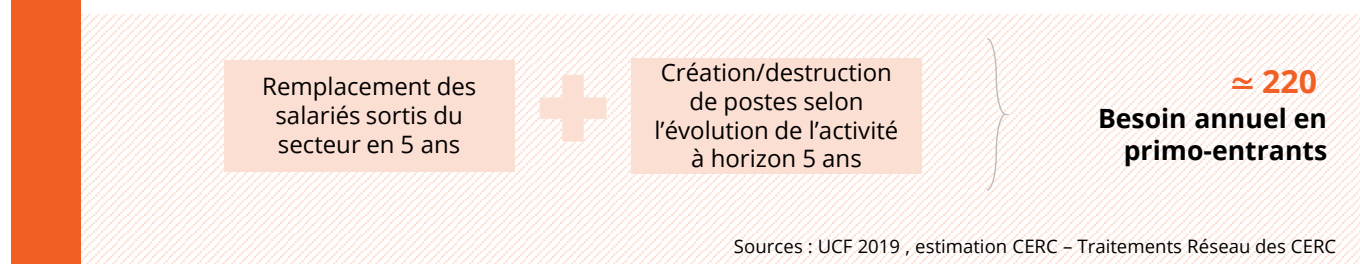 Remplacement des
salariés sortis du
secteur en 5 ans
Création/destruction
de postes selon
l’évolution de l’activité
à horizon 5 ans
≃ 220
Besoin annuel en
primo-entrants
Sources : UCF 2019 , estimation CERC – Traitements Réseau des CERC